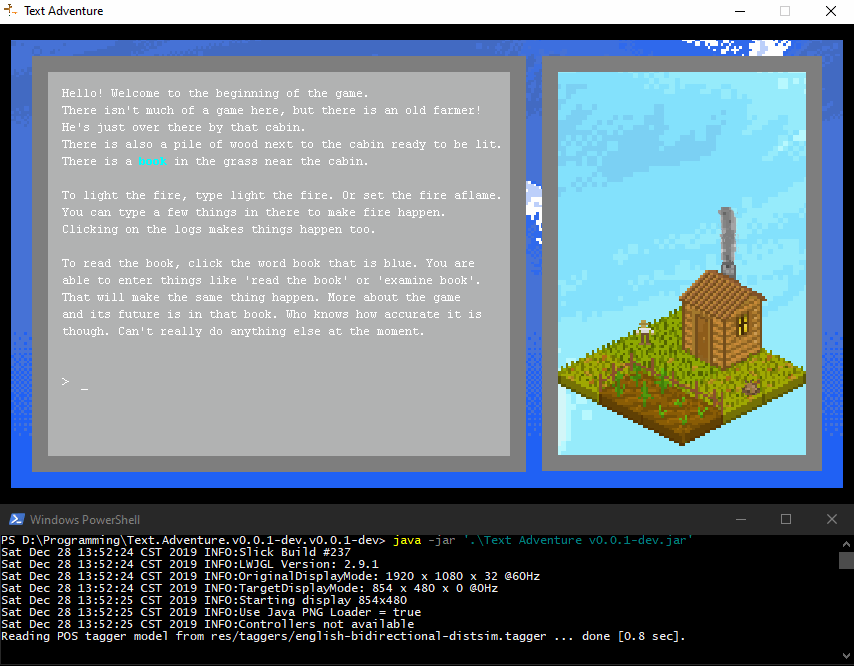 Text Adventure
Hello! Welcome to the beginning of the game.
There isn't much of a game here, but there is an old farmer!
He's just over there by that cabin.
There is also a pile of wood next to the cabin ready to be lit.
There is a book in the grass near the cabin.
To light the fire, type light the fire. Or set the fire aflame.
You can type a few things in there to make fire happen.
Clicking on the logs makes things happen too.
To read the book, click the word book that is blue. You are
able to enter things like 'read the book' or 'examine book'.
That will make the same thing happen. More about the game
and its future is in that book. Who knows how accurate it is
though. Can't really do anything else at the moment.
> _
Windows PowerShell
PS D:\Programming\Text.Adventure.v0.0.1-dev.v0.0.1-dev> java -jar '.\Text Adventure v0.0.1-dev.jar'
Sat Dec 28 13:52:24 CST 2019 INFO:Slick Build #237
Sat Dec 28 13:52:24 CST 2019 INFO:LWJGL Version: 2.9.1
Sat Dec 28 13:52:24 CST 2019 INFO:OriginalDisplayMode: 1920 x 1080 x 32 @60Hz
Sat Dec 28 13:52:24 CST 2019 INFO:TargetDisplayMode: 854 x 480 x 0 @0Hz
Sat Dec 28 13:52:25 CST 2019 INFO:Starting display 854x480
Sat Dec 28 13:52:25 CST 2019 INFO:Use Java PNG Loader = true
Sat Dec 28 13:52:25 CST 2019 INFO:Controllers not available
Reading POS tagger model from res/taggers/english-bidirectional-distsim.tagger ... done [0.8 sec].